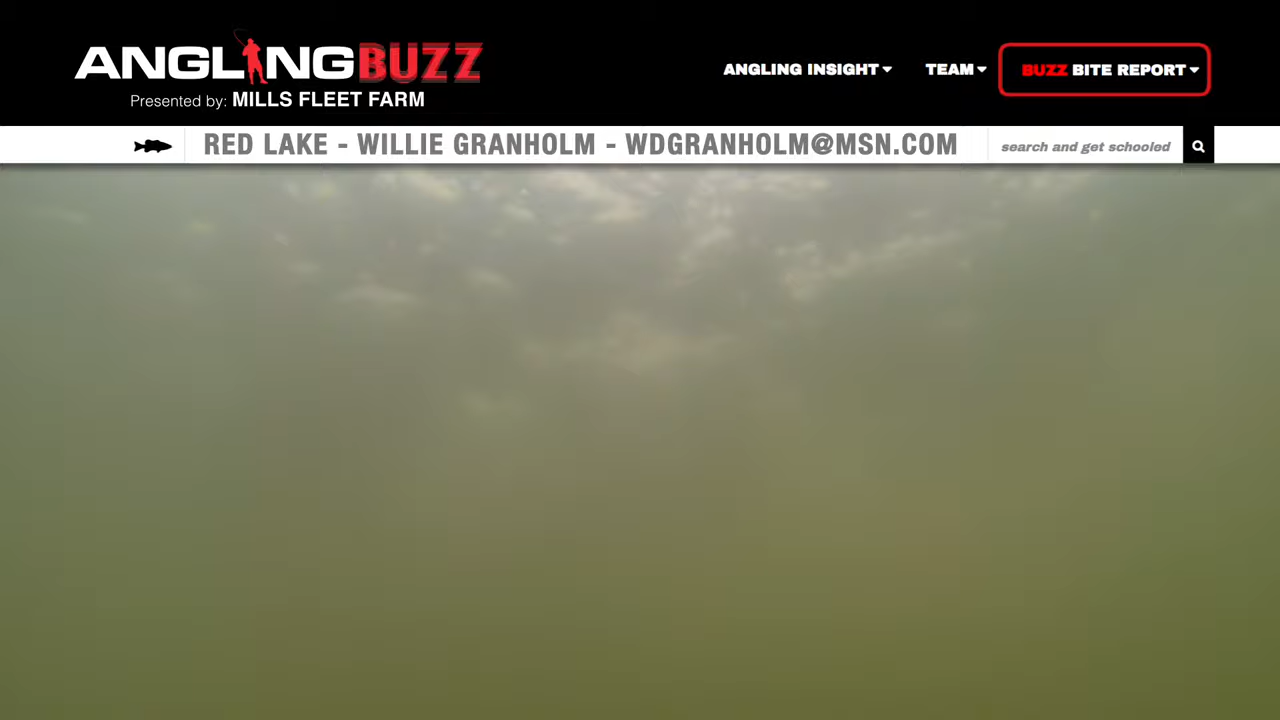 ANGLINGBUZZ
Presented by: MILLS FLEET FARM
ANGLING INSIGHT
TEAM
BUZZ BITE REPORT
RED LAKE - WILLIE GRANHOLM - WDGRANHOLM@MSN.COM
search and get schooled